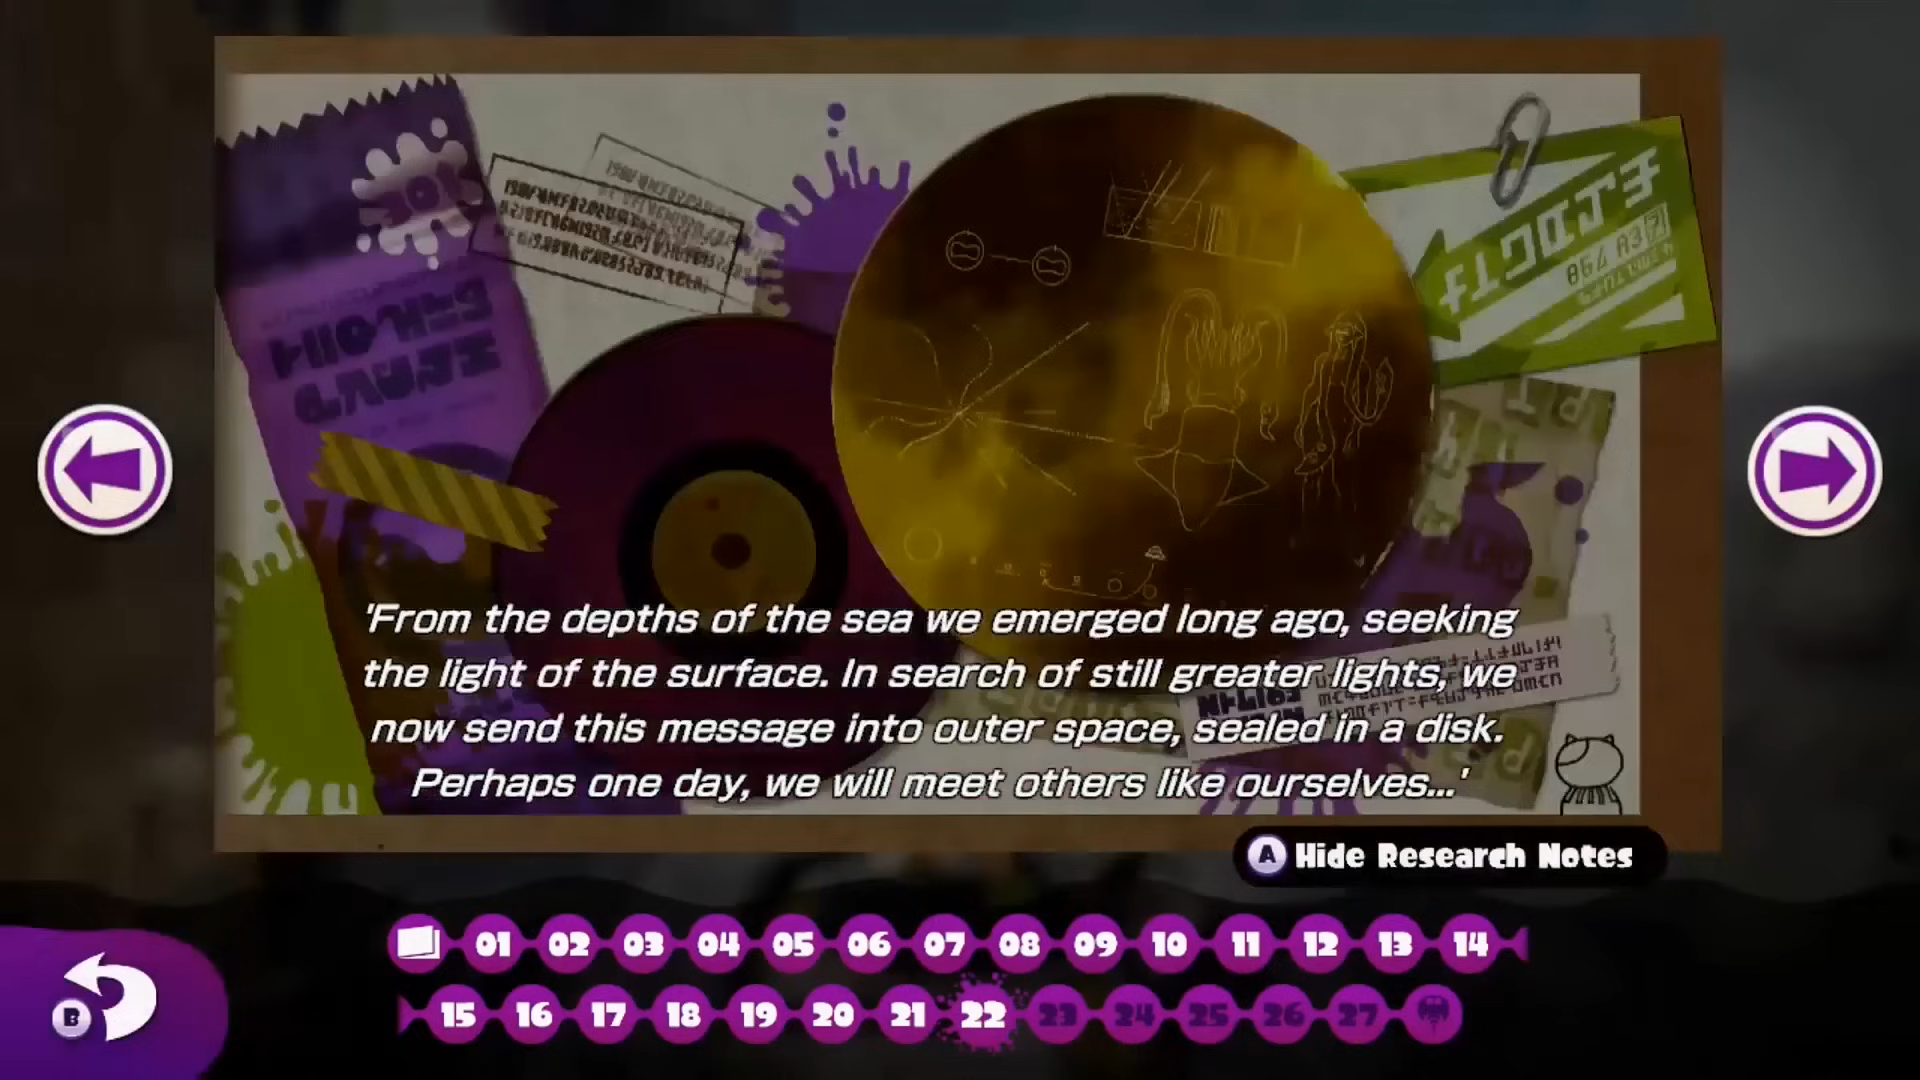 'From the depths of the sea we emerged long ago, seeking
the light of the surface. In search of still greater lights, we
now send this message into outer space, sealed in a disk.
Perhaps one day, we will meet others like ourselves...'
A Hide Research Notes
01 02 03 04 05 06 07 08 09 10 11 12 13 14
15 16 17 18 19 20 21 22 23 24 25 26 27
B